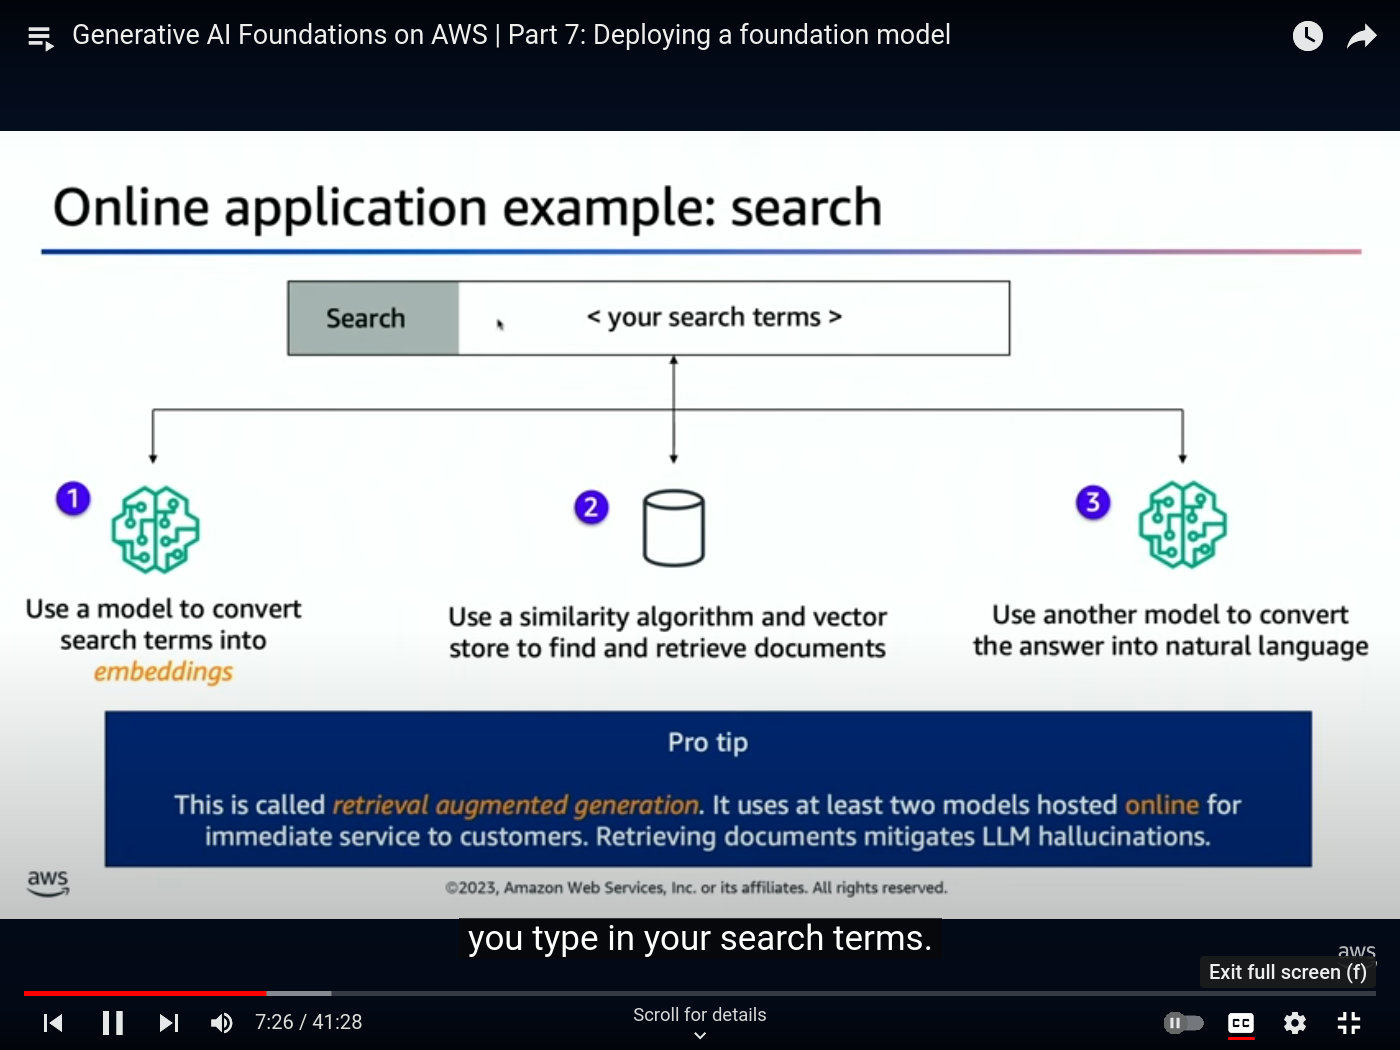 Generative AI Foundations on AWS | Part 7: Deploying a foundation model
Online application example: search
Search
< your search terms >
1
2
3
Use a model to convert
search terms into
embeddings
Use a similarity algorithm and vector
store to find and retrieve documents
Use another model to convert
the answer into natural language
Pro tip
This is called retrieval augmented generation. It uses at least two models hosted online for
immediate service to customers. Retrieving documents mitigates LLM hallucinations.
aws
©2023, Amazon Web Services, Inc. or its affiliates. All rights reserved.
you type in your search terms.
aws
Exit full screen (f)
7:26 / 41:28
Scroll for details
CC